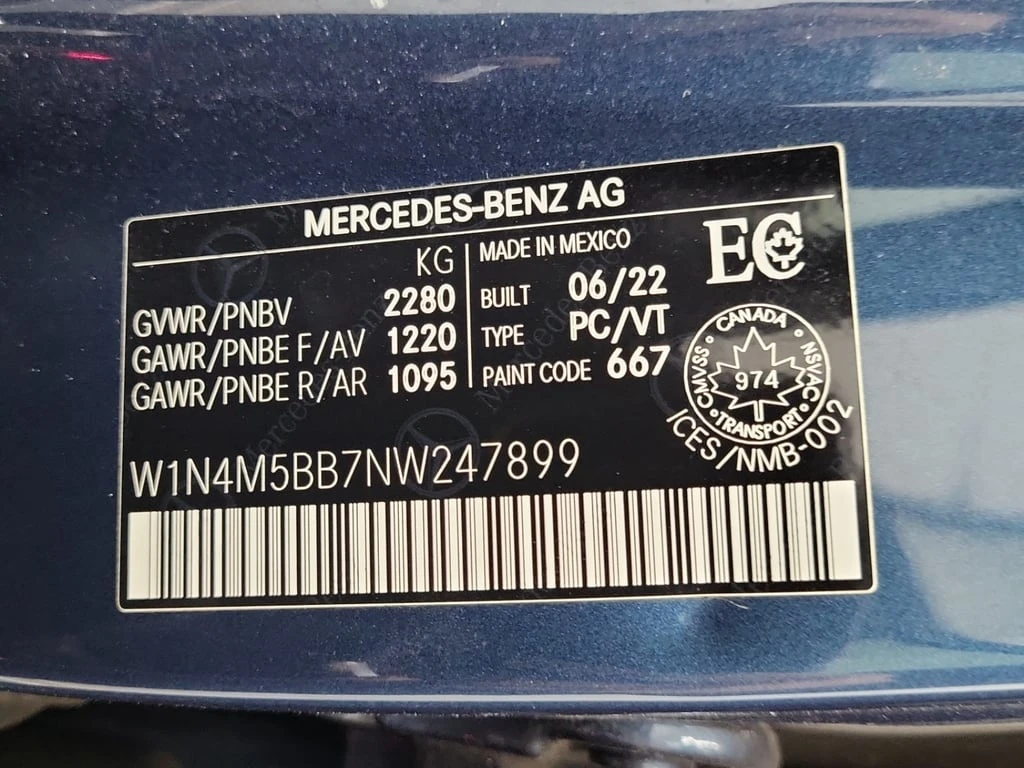 MERCEDES-BENZ AG
KG
GVWR/PNBV 2280
GAWR/PNBE F/AV 1220
GAWR/PNBE R/AR 1095
MADE IN MEXICO
BUILT 06/22
TYPE PC/VT
PAINT CODE 667
EC
CANADA
CMVSS NSVAC
974
TRANSPORT
ICES/NMB-002
W1N4M5BB7NW247899